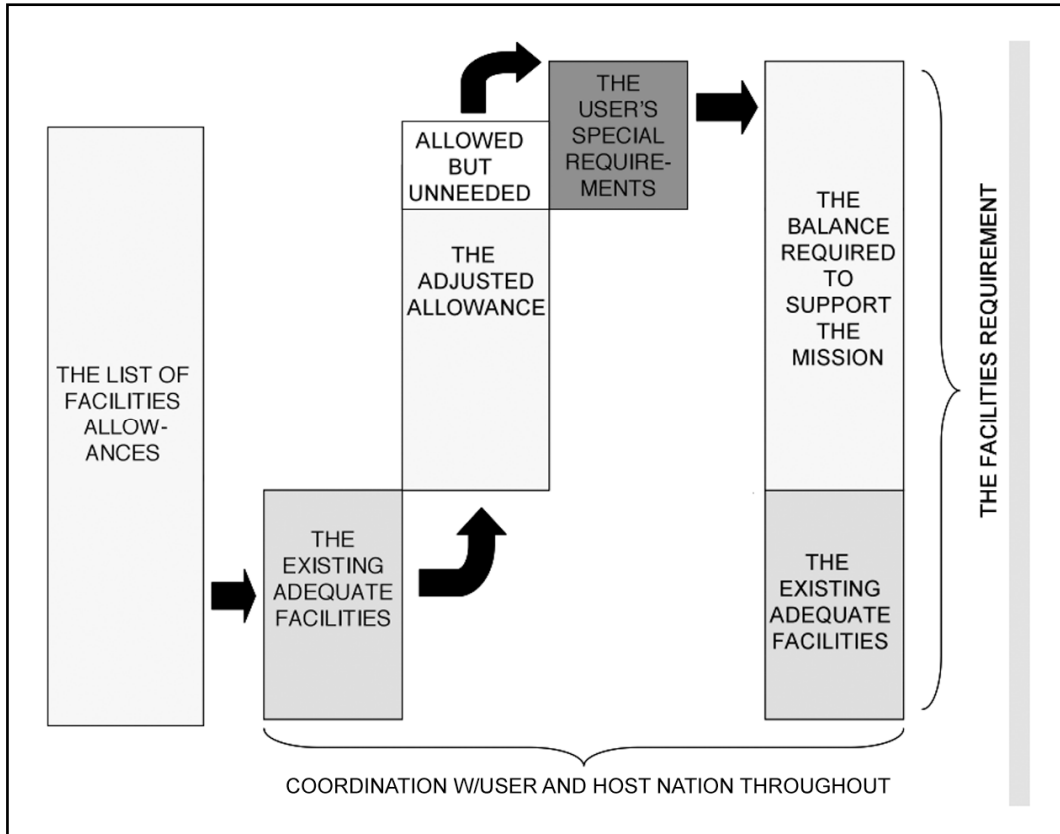 THE LIST OF
FACILITIES
ALLOW-
ANCES
THE
EXISTING
ADEQUATE
FACILITIES
ALLOWED
BUT
UNNEEDED
THE
ADJUSTED
ALLOWANCE
THE
USER'S
SPECIAL
REQUIRE-
MENTS
THE
BALANCE
REQUIRED
TO
SUPPORT
THE
MISSION
THE
EXISTING
ADEQUATE
FACILITIES
THE FACILITIES REQUIREMENT
COORDINATION W/USER AND HOST NATION THROUGHOUT